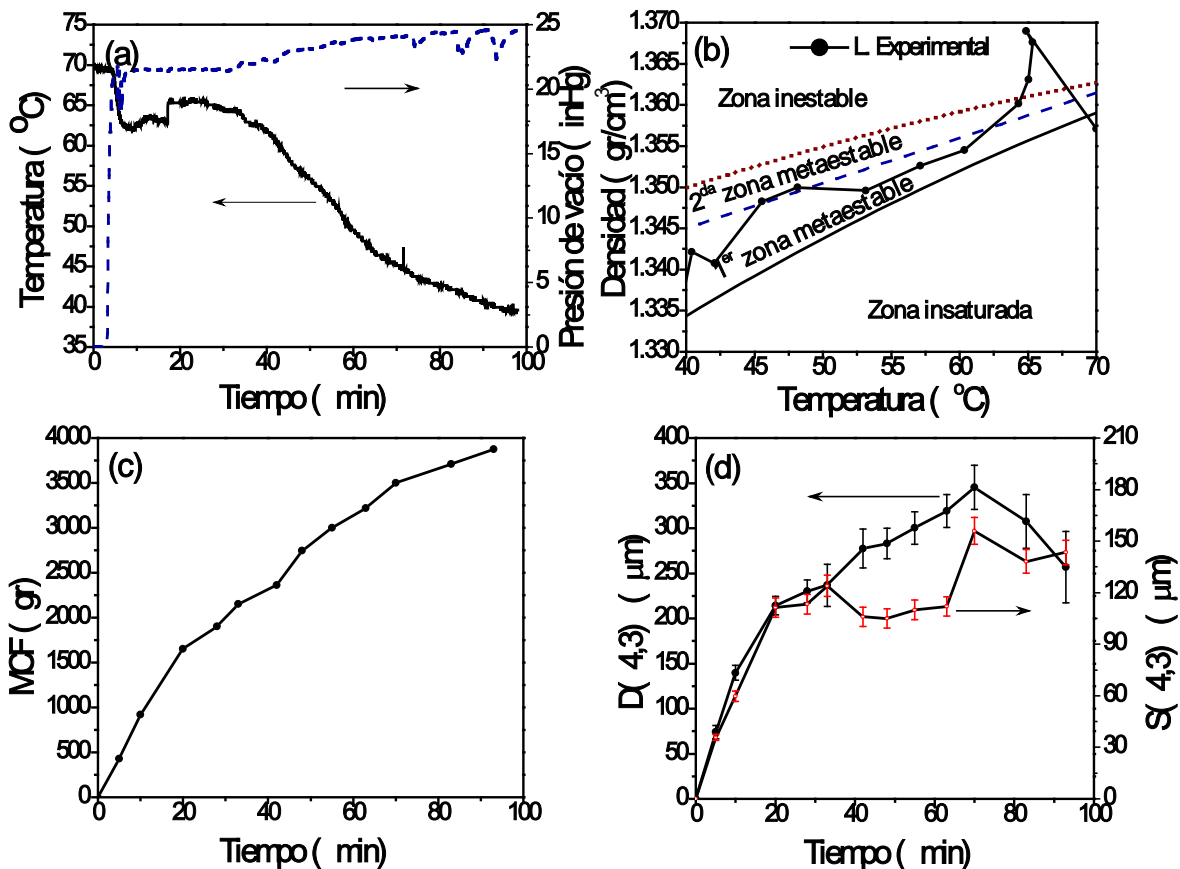 (a)
Temperatura ( °C)
75
70
65
60
55
50
45
40
35
0 20 40 60 80 100
Tiempo ( min)
25
20
15
10
5
0
Presión de vació ( inHg)
(b)
L. Experimental
Zona inestable
2da zona metaestable
1er zona metaestable
Zona insaturada
Densidad ( gr/cm3
1.370
1.365
1.360
1.355
1.350
1.345
1.340
1.335
1.330
40 45 50 55 60 65 70
Temperatura ( °C)
(c)
MCF ( gr)
4000
3500
3000
2500
2000
1500
1000
500
0
0 20 40 60 80 100
Tiempo ( min)
(d)
D( 4,3) ( µm)
400
350
300
250
200
150
100
50
0
0 20 40 60 80 100
Tiempo ( min)
210
180
150
120
90
60
30
0
S( 4,3) ( µm)